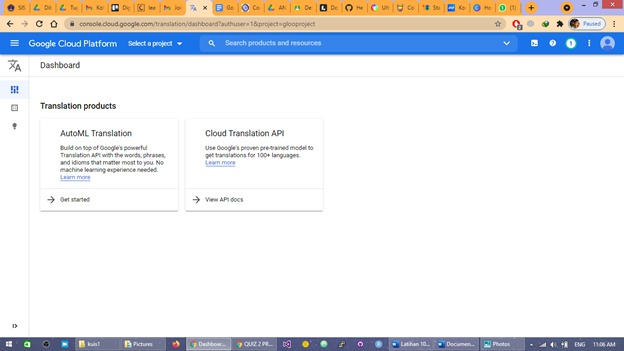 console.cloud.google.com/translation/dashboard?authuser=1&project=glooproject
Paused
Google Cloud Platform
Select a project
Search products and resources
1
Dashboard
Translation products
AutoML Translation
Build on top of Google's powerful
Translation API with the words, phrases,
and idioms that matter most to you. No
machine learning experience needed.
Learn more
Get started
Cloud Translation API
Use Google's proven pre-trained model to
get translations for 100+ languages.
Learn more
View API docs
kuis1
Pictures
Dashboar...
QUIZ 2 PR...
Latihan 10...
Documen...
Photos
ENG
11:06 AM